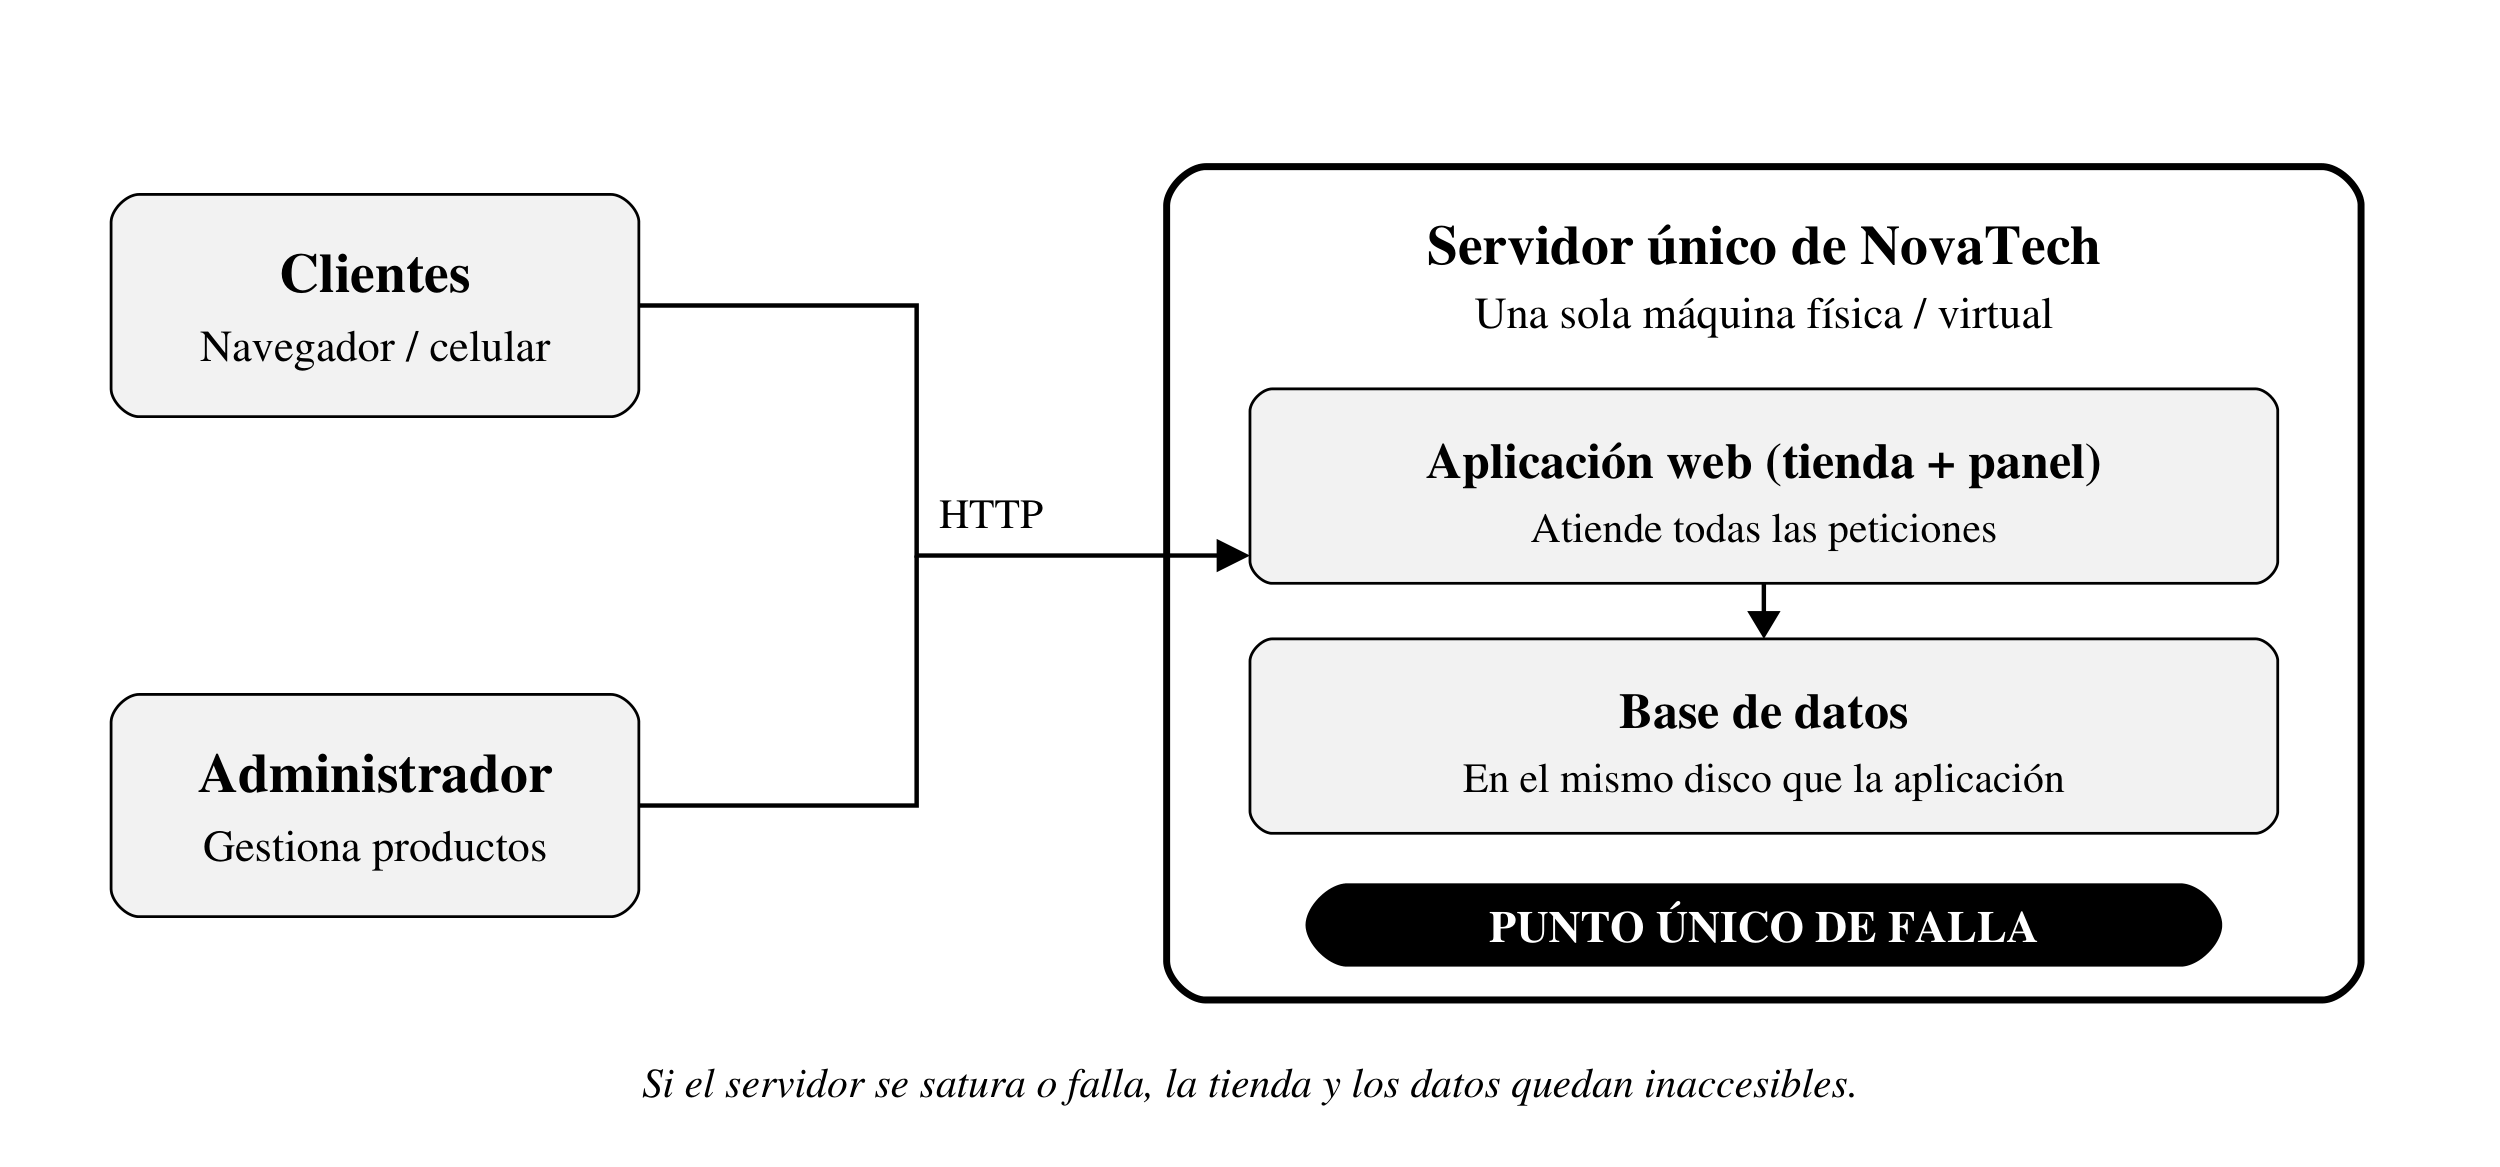 Clientes
Navegador / celular
HTTP
Administrador
Gestiona productos
Servidor único de NovaTech
Una sola máquina física / virtual
Aplicación web (tienda + panel)
Atiende todas las peticiones
Base de datos
En el mismo disco que la aplicación
PUNTO ÚNICO DE FALLA
Si el servidor se satura o falla, la tienda y los datos quedan inaccesibles.